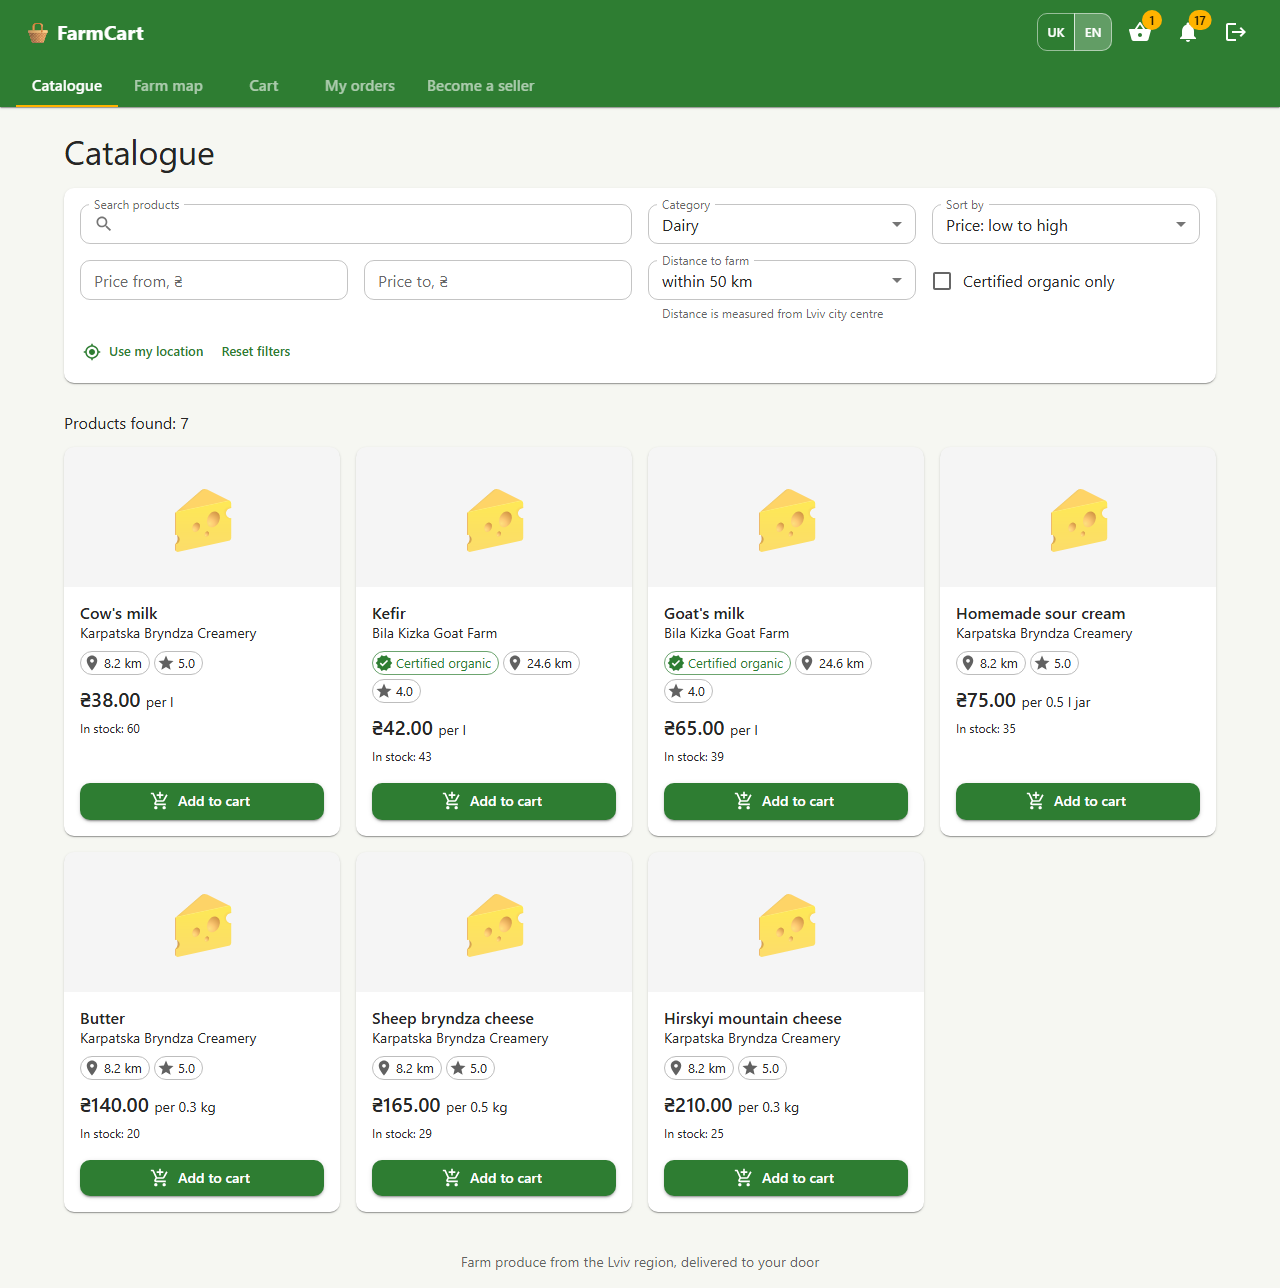 FarmCart
UK
EN
1
17
Catalogue
Farm map
Cart
My orders
Become a seller
Catalogue
Search products
Category
Dairy
Sort by
Price: low to high
Price from, ₴
Price to, ₴
Distance to farm
within 50 km
Distance is measured from Lviv city centre
Certified organic only
Use my location
Reset filters
Products found: 7
Cow's milk
Karpatska Bryndza Creamery
8.2 km
5.0
₴38.00 per l
In stock: 60
Add to cart
Kefir
Bila Kizka Goat Farm
Certified organic
24.6 km
4.0
₴42.00 per l
In stock: 43
Add to cart
Goat's milk
Bila Kizka Goat Farm
Certified organic
24.6 km
4.0
₴65.00 per l
In stock: 39
Add to cart
Homemade sour cream
Karpatska Bryndza Creamery
8.2 km
5.0
₴75.00 per 0.5 l jar
In stock: 35
Add to cart
Butter
Karpatska Bryndza Creamery
8.2 km
5.0
₴140.00 per 0.3 kg
In stock: 20
Add to cart
Sheep bryndza cheese
Karpatska Bryndza Creamery
8.2 km
5.0
₴165.00 per 0.5 kg
In stock: 29
Add to cart
Hirskyi mountain cheese
Karpatska Bryndza Creamery
8.2 km
5.0
₴210.00 per 0.3 kg
In stock: 25
Add to cart
Farm produce from the Lviv region, delivered to your door